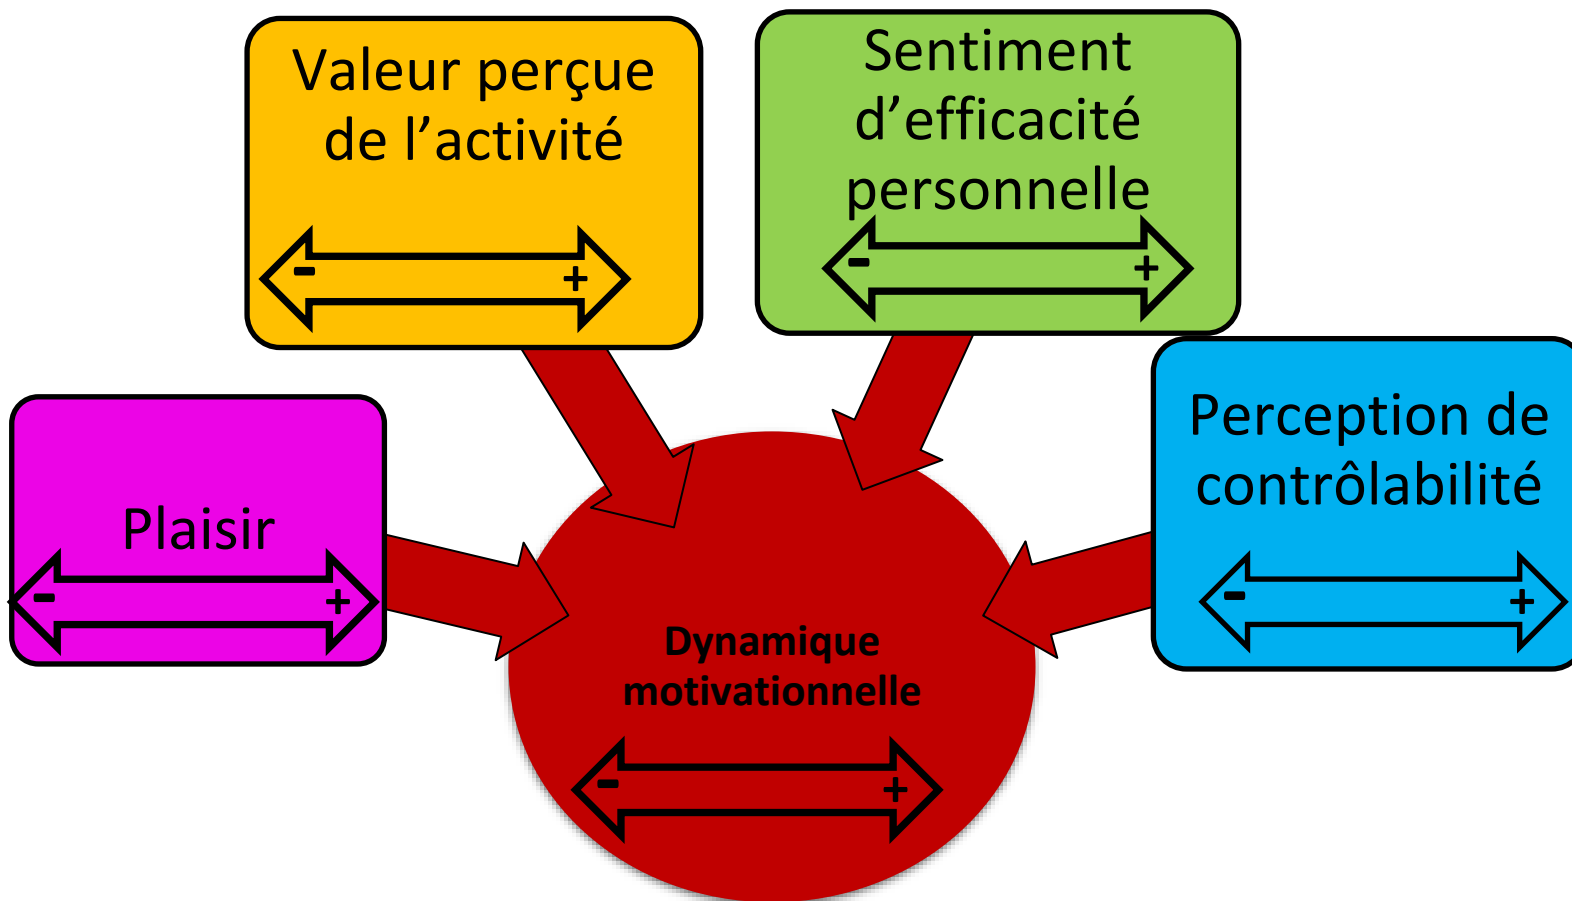 Valeur perçue
de l’activité
- +
Sentiment
d’efficacité
personnelle
- +
Plaisir
- +
Perception de
contrôlabilité
- +
Dynamique
motivationnelle
- +